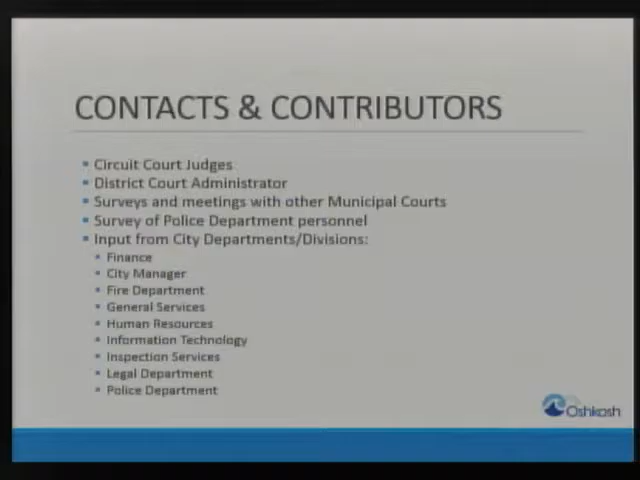 CONTACTS & CONTRIBUTORS
▪ Circuit Court Judges
▪ District Court Administrator
▪ Surveys and meetings with other Municipal Courts
▪ Survey of Police Department personnel
▪ Input from City Departments/Divisions:
▪ Finance
▪ City Manager
▪ Fire Department
▪ General Services
▪ Human Resources
▪ Information Technology
▪ Inspection Services
▪ Legal Department
▪ Police Department
Oshkosh